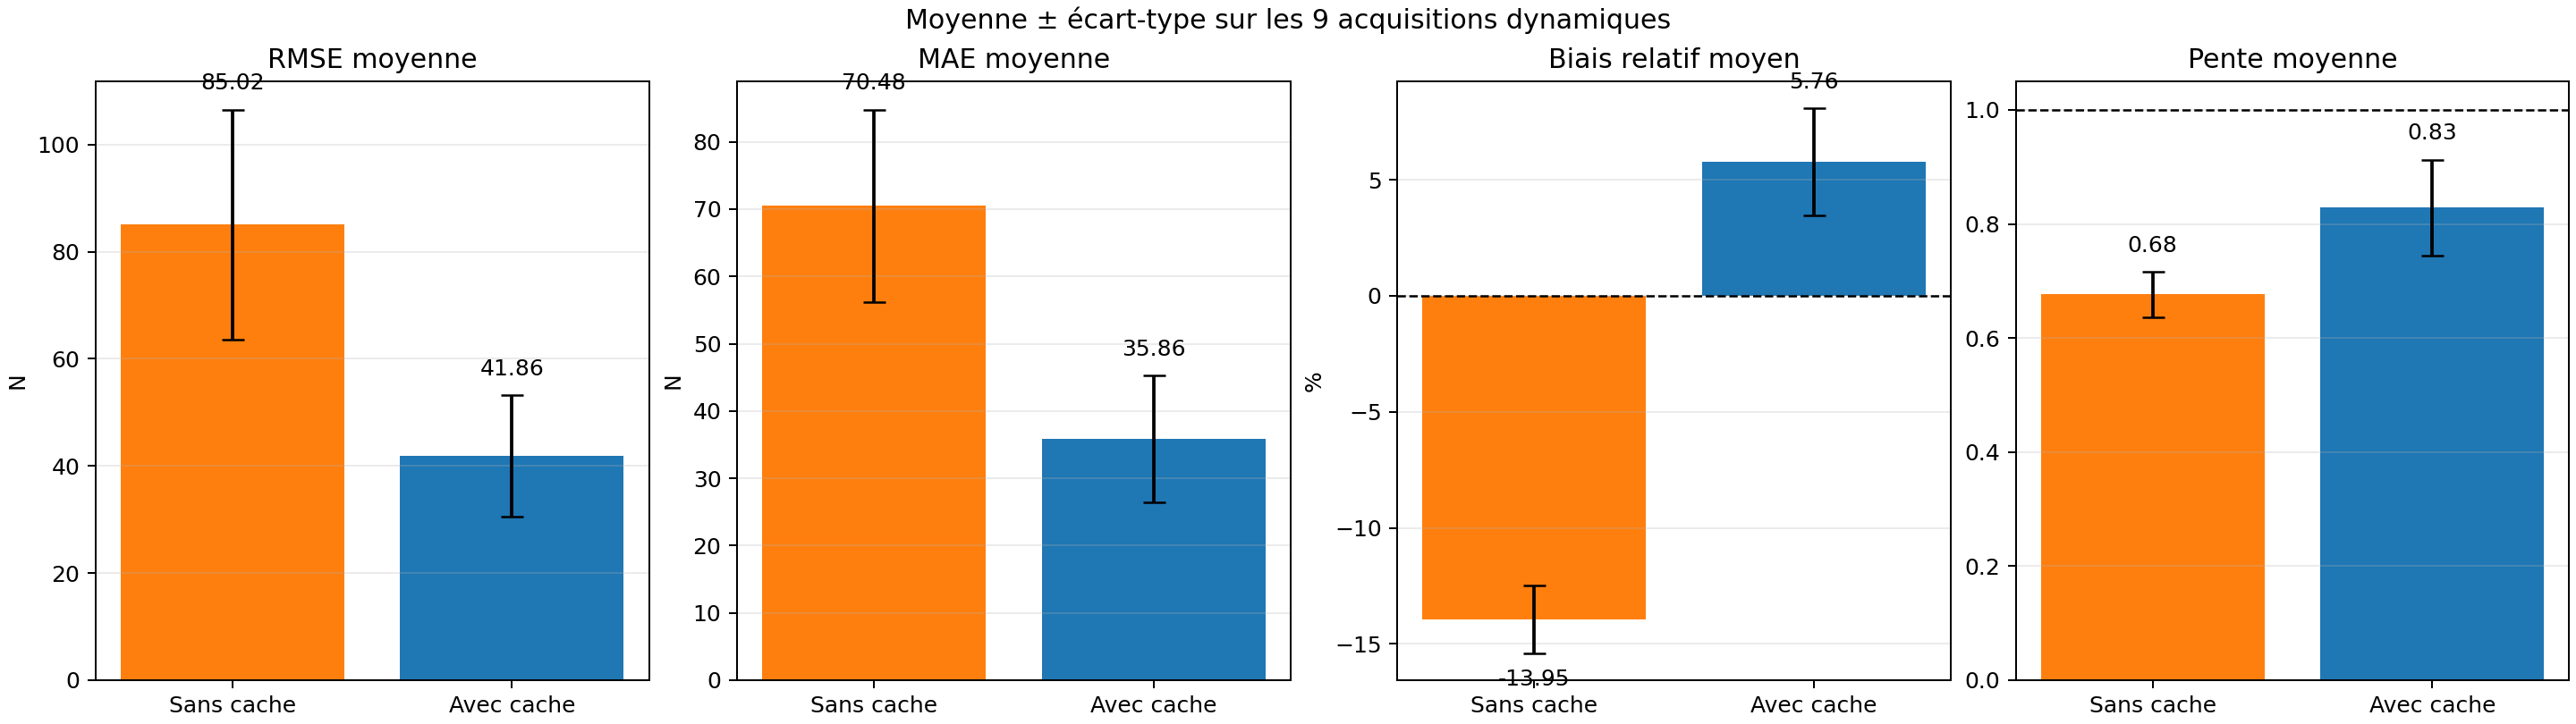 Moyenne ± écart-type sur les 9 acquisitions dynamiques
RMSE moyenne
85.02
41.86
100
80
60
40
20
0
N
Sans cache
Avec cache
MAE moyenne
70.48
35.86
80
70
60
50
40
30
20
10
0
N
Sans cache
Avec cache
Biais relatif moyen
5.76
-13.95
5
0
−5
−10
−15
%
Sans cache
Avec cache
Pente moyenne
0.68
0.83
1.0
0.8
0.6
0.4
0.2
0.0
Sans cache
Avec cache